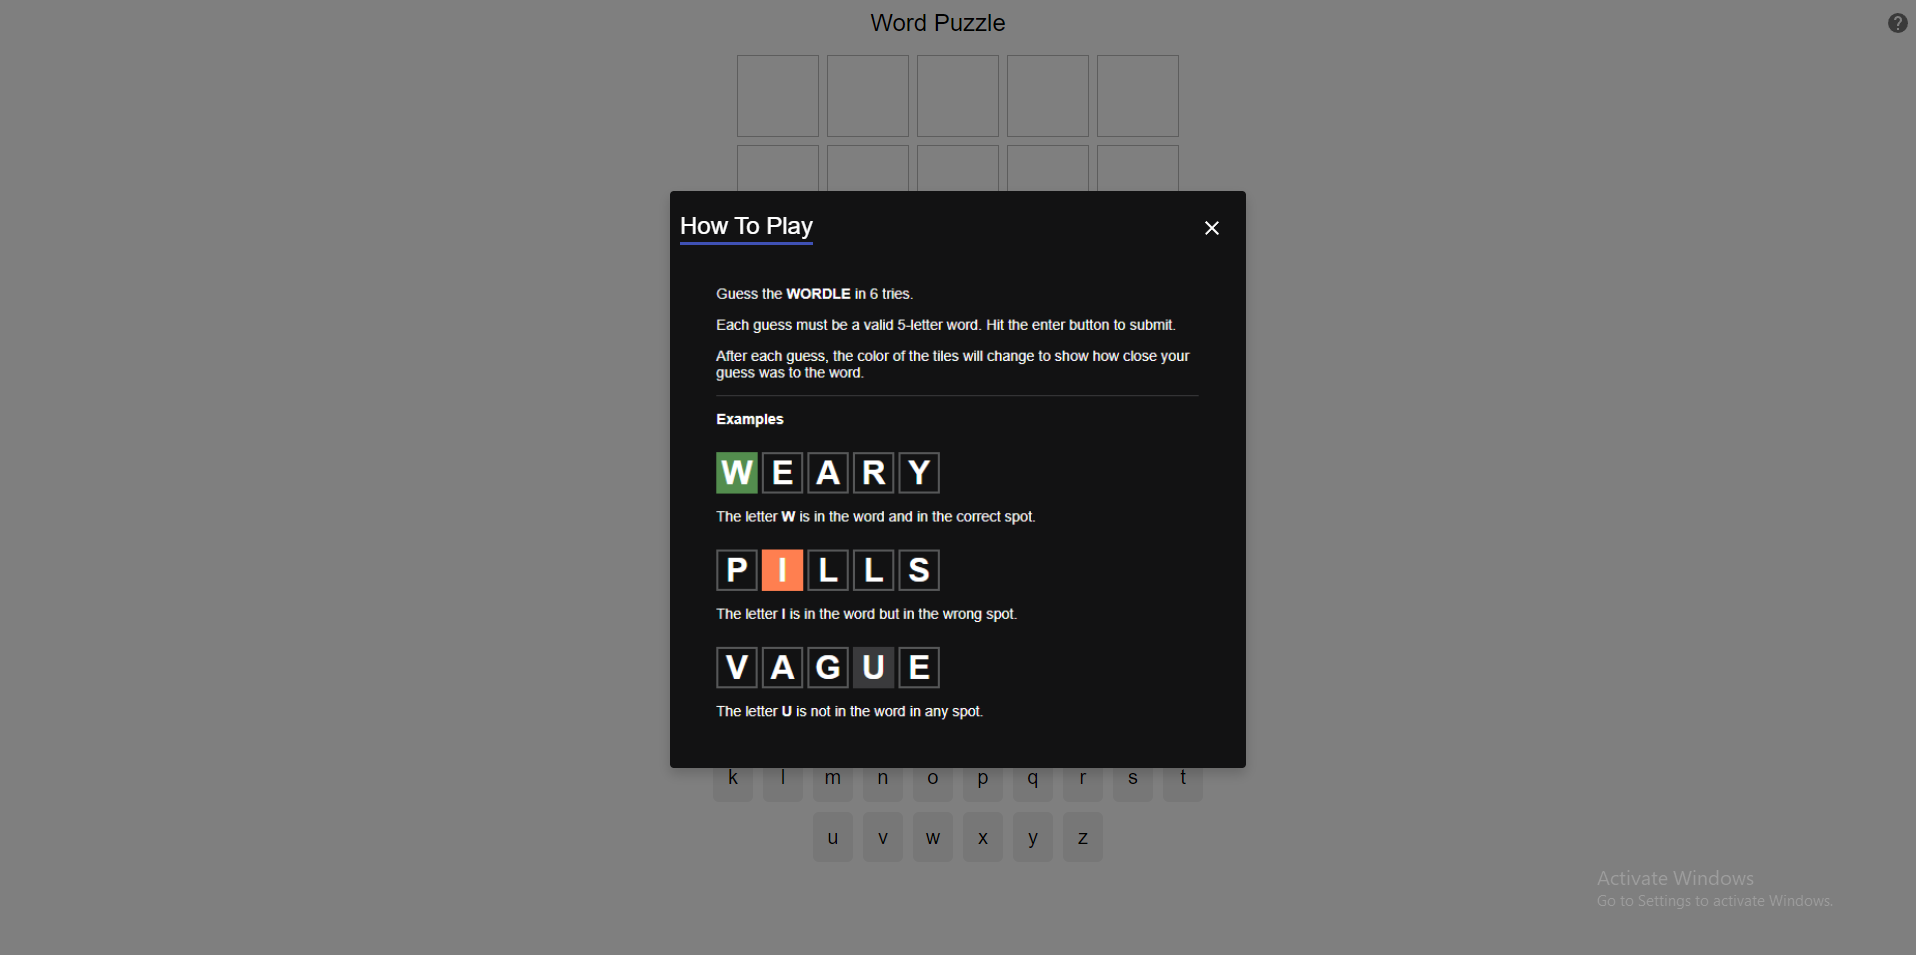 Word Puzzle
?
How To Play
Guess the WORDLE in 6 tries.
Each guess must be a valid 5-letter word. Hit the enter button to submit.
After each guess, the color of the tiles will change to show how close your
guess was to the word.
Examples
W E A R Y
The letter W is in the word and in the correct spot.
P I L L S
The letter I is in the word but in the wrong spot.
V A G U E
The letter U is not in the word in any spot.
k l m n o p q r s t
u v w x y z
Activate Windows
Go to Settings to activate Windows.